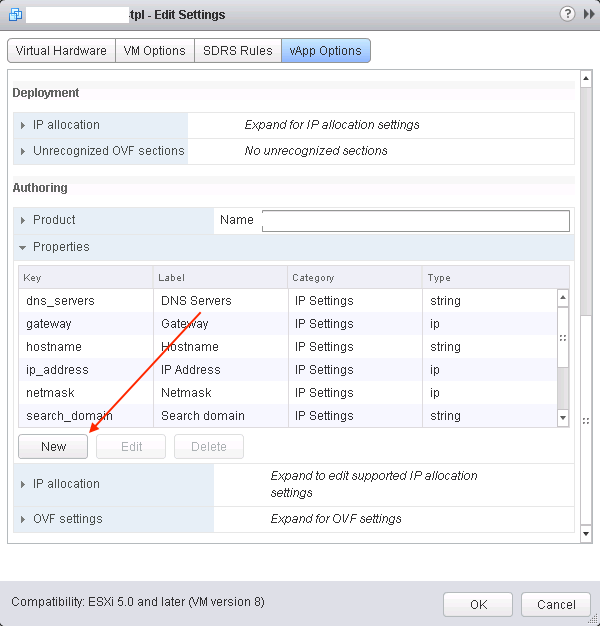 -tpl - Edit Settings
?
Virtual Hardware VM Options SDRS Rules vApp Options
Deployment
IP allocation Expand for IP allocation settings
Unrecognized OVF sections No unrecognized sections
Authoring
Product Name
Properties
Key Label Category Type
dns_servers DNS Servers IP Settings string
gateway Gateway IP Settings ip
hostname Hostname IP Settings string
ip_address IP Address IP Settings ip
netmask Netmask IP Settings ip
search_domain Search domain IP Settings string
New Edit Delete
IP allocation Expand to edit supported IP allocation
settings
OVF settings Expand for OVF settings
Compatibility: ESXi 5.0 and later (VM version 8) OK Cancel